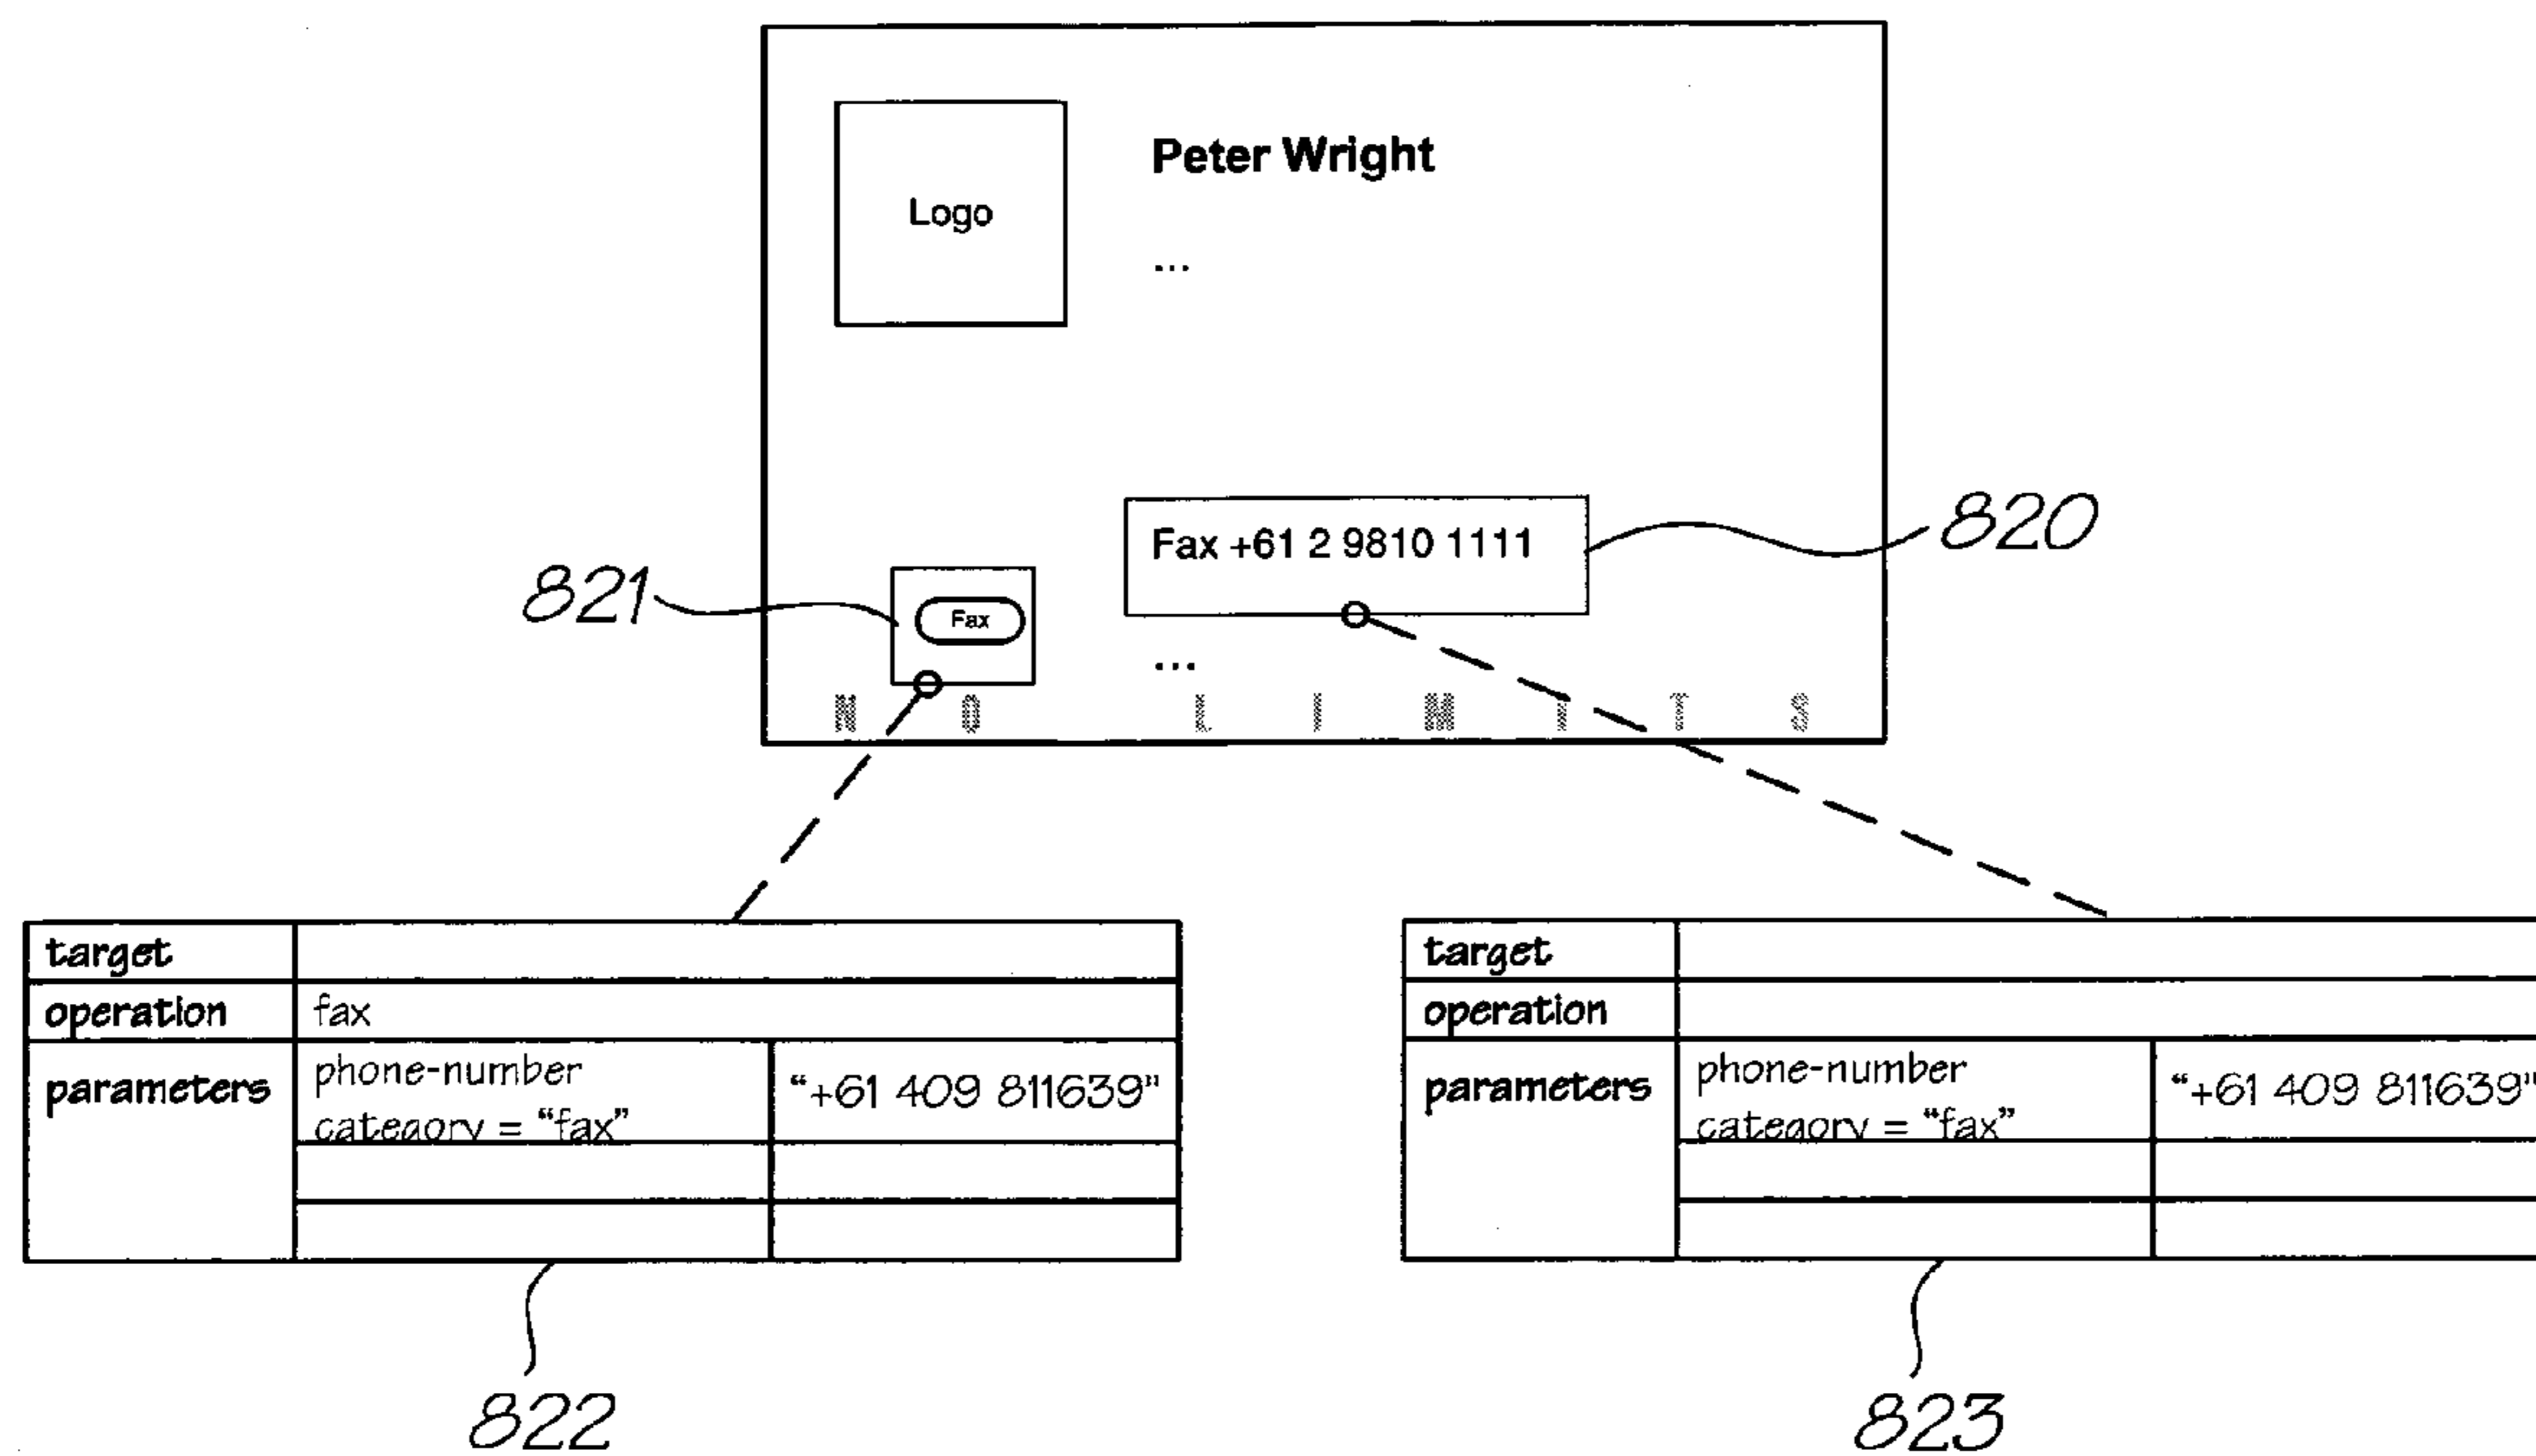 Peter Wright
Logo
...
Fax +61 2 9810 1111
820
821
Fax
...
N O L I M I T S
target
operation fax
parameters phone-number category = “fax” “+61 409 811639”
target
operation
parameters phone-number category = “fax” “+61 409 811639”
822
823